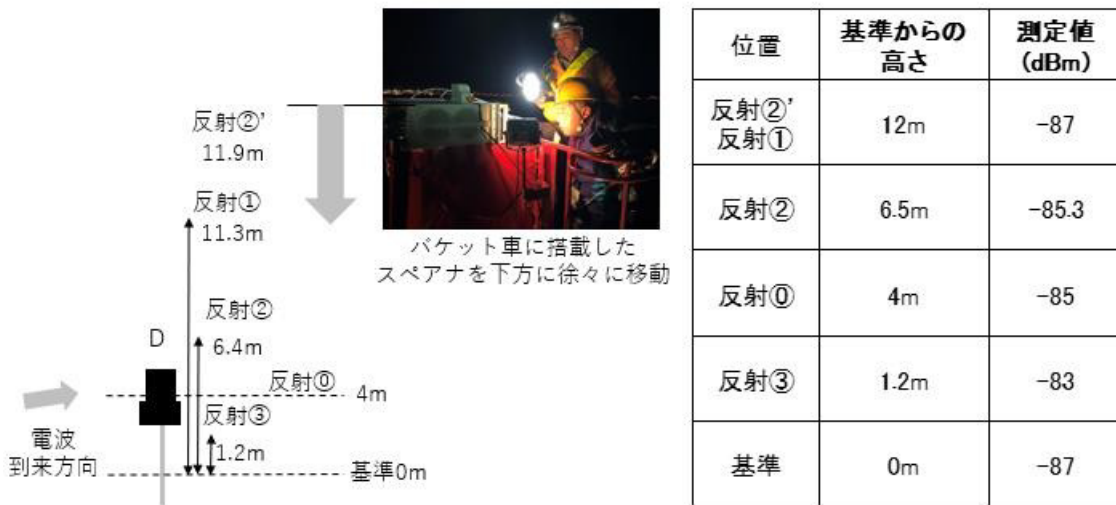 反射②'
11.9m
反射①
11.3m
反射②
6.4m
D
反射⓪
4m
反射③
1.2m
電波
到来方向
基準0m
バケット車に搭載した
スペアナを下方に徐々に移動
位置
基準からの
高さ
測定値
(dBm)
反射②'
反射①
12m
-87
反射②
6.5m
-85.3
反射⓪
4m
-85
反射③
1.2m
-83
基準
0m
-87